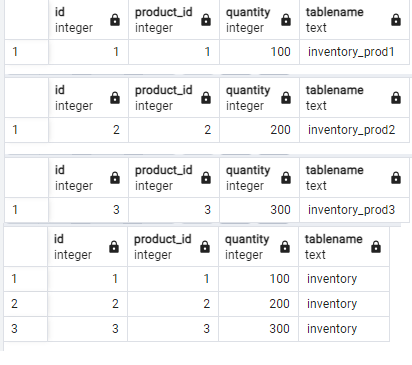 id product_id quantity tablename
integer integer integer text
1 1 1 100 inventory_prod1
id product_id quantity tablename
integer integer integer text
1 2 2 200 inventory_prod2
id product_id quantity tablename
integer integer integer text
1 3 3 300 inventory_prod3
id product_id quantity tablename
integer integer integer text
1 1 1 100 inventory
2 2 2 200 inventory
3 3 3 300 inventory